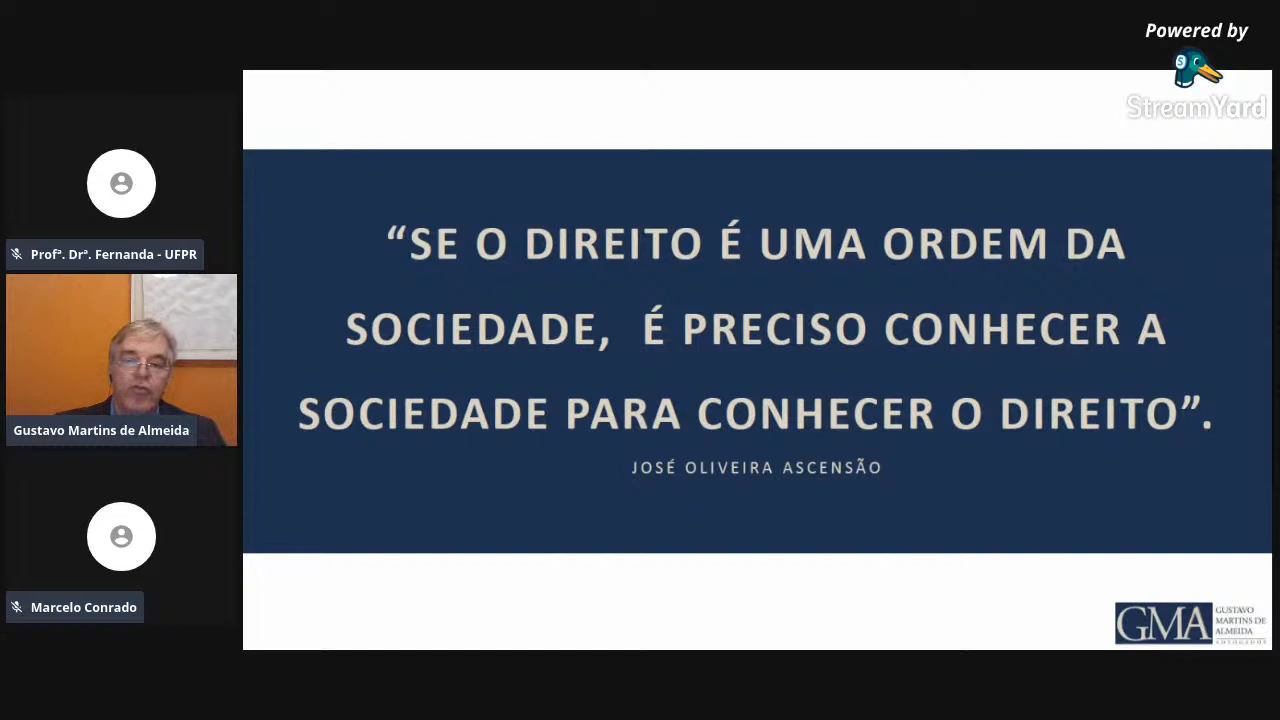 Powered by
StreamYard
Profª. Drª. Fernanda - UFPR
Gustavo Martins de Almeida
Marcelo Conrado
“SE O DIREITO É UMA ORDEM DA
SOCIEDADE, É PRECISO CONHECER A
SOCIEDADE PARA CONHECER O DIREITO”.
JOSÉ OLIVEIRA ASCENSÃO
GMA
GUSTAVO
MARTINS DE
ALMEIDA
ADVOGADOS